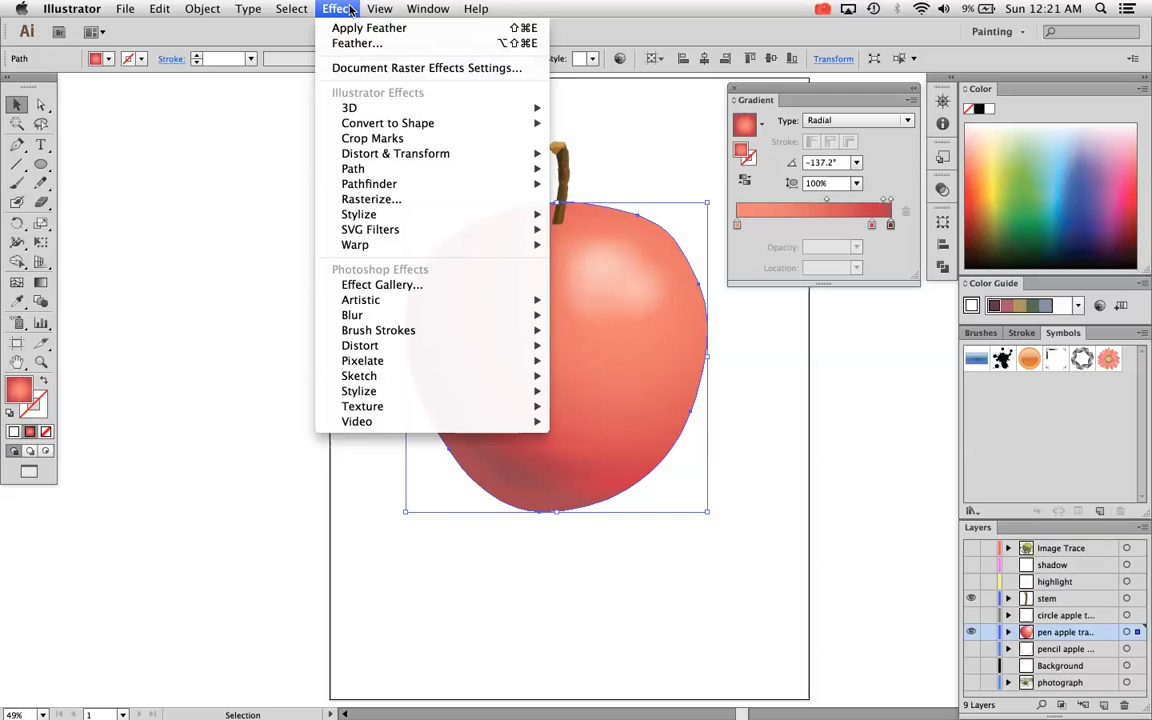 Illustrator File Edit Object Type Select Effect View Window Help 9% Sun 12:21 AM
Ai Br Painting
Path Stroke: Style: Transform
Apply Feather ⇧⌘E
Feather... ⌥⇧⌘E
Document Raster Effects Settings...
Illustrator Effects
3D
Convert to Shape
Crop Marks
Distort & Transform
Path
Pathfinder
Rasterize...
Stylize
SVG Filters
Warp
Photoshop Effects
Effect Gallery...
Artistic
Blur
Brush Strokes
Distort
Pixelate
Sketch
Stylize
Texture
Video
Gradient
Type: Radial
Stroke:
-137.2°
100%
Opacity:
Location:
Color
Color Guide
Brushes Stroke Symbols
Layers
Image Trace
shadow
highlight
stem
circle apple t...
pen apple tra..
pencil apple ...
Background
photograph
9 Layers
49% 1 Selection